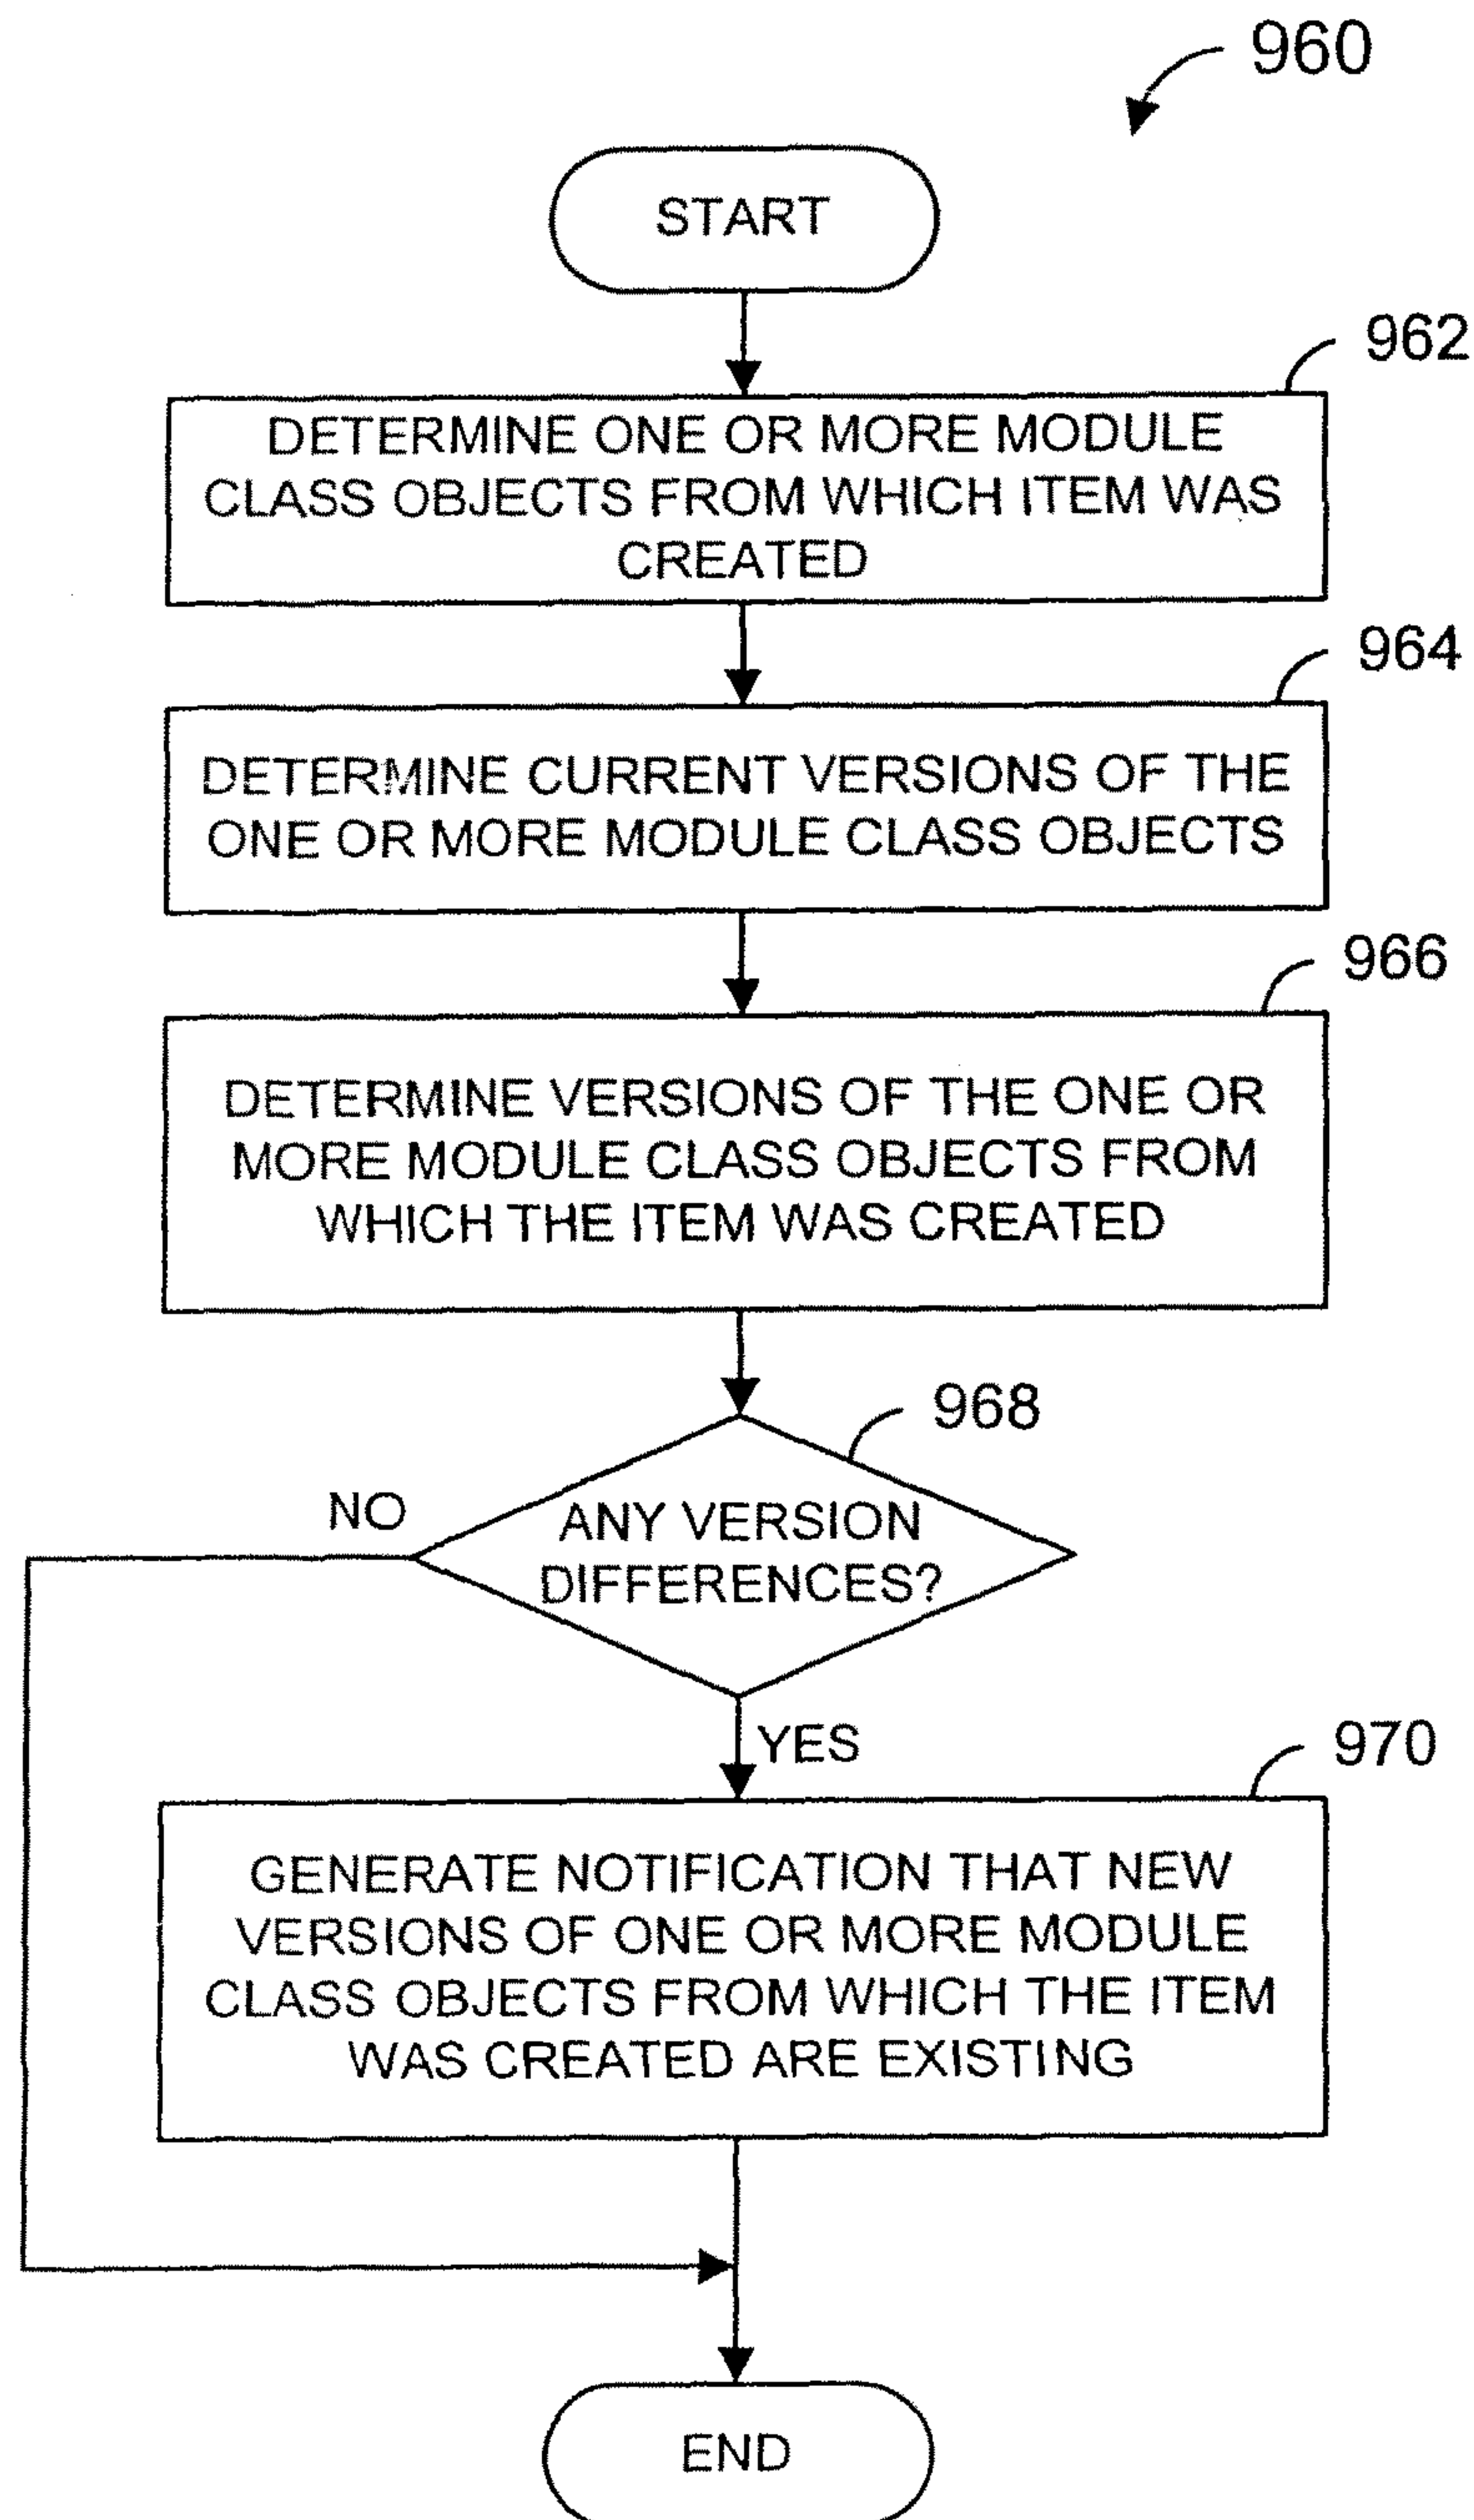 960
START
962
DETERMINE ONE OR MORE MODULE
CLASS OBJECTS FROM WHICH ITEM WAS
CREATED
964
DETERMINE CURRENT VERSIONS OF THE
ONE OR MORE MODULE CLASS OBJECTS
966
DETERMINE VERSIONS OF THE ONE OR
MORE MODULE CLASS OBJECTS FROM
WHICH THE ITEM WAS CREATED
968
NO
ANY VERSION
DIFFERENCES?
YES
970
GENERATE NOTIFICATION THAT NEW
VERSIONS OF ONE OR MORE MODULE
CLASS OBJECTS FROM WHICH THE ITEM
WAS CREATED ARE EXISTING
END